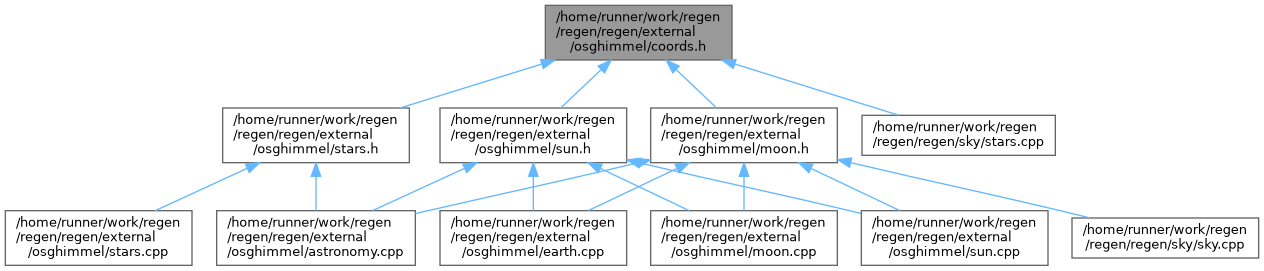 /home/runner/work/regen
/regen/regen/external
/osghimmel/coords.h
/home/runner/work/regen
/regen/regen/external
/osghimmel/stars.h
/home/runner/work/regen
/regen/regen/external
/osghimmel/sun.h
/home/runner/work/regen
/regen/regen/external
/osghimmel/moon.h
/home/runner/work/regen
/regen/regen/sky/stars.cpp
/home/runner/work/regen
/regen/regen/external
/osghimmel/stars.cpp
/home/runner/work/regen
/regen/regen/external
/osghimmel/astronomy.cpp
/home/runner/work/regen
/regen/regen/external
/osghimmel/earth.cpp
/home/runner/work/regen
/regen/regen/external
/osghimmel/moon.cpp
/home/runner/work/regen
/regen/regen/external
/osghimmel/sun.cpp
/home/runner/work/regen
/regen/regen/sky/sky.cpp